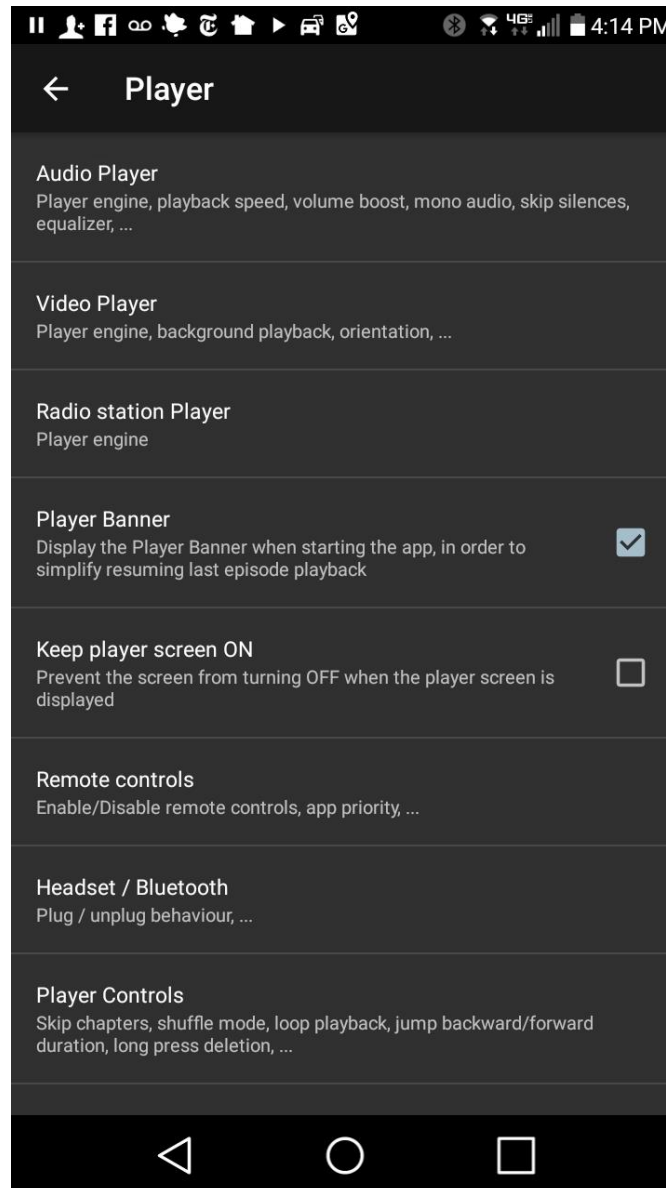 4G
4:14 PM
Player
Audio Player
Player engine, playback speed, volume boost, mono audio, skip silences,
equalizer, ...
Video Player
Player engine, background playback, orientation, ...
Radio station Player
Player engine
Player Banner
Display the Player Banner when starting the app, in order to
simplify resuming last episode playback
Keep player screen ON
Prevent the screen from turning OFF when the player screen is
displayed
Remote controls
Enable/Disable remote controls, app priority, ...
Headset / Bluetooth
Plug / unplug behaviour, ...
Player Controls
Skip chapters, shuffle mode, loop playback, jump backward/forward
duration, long press deletion, ...